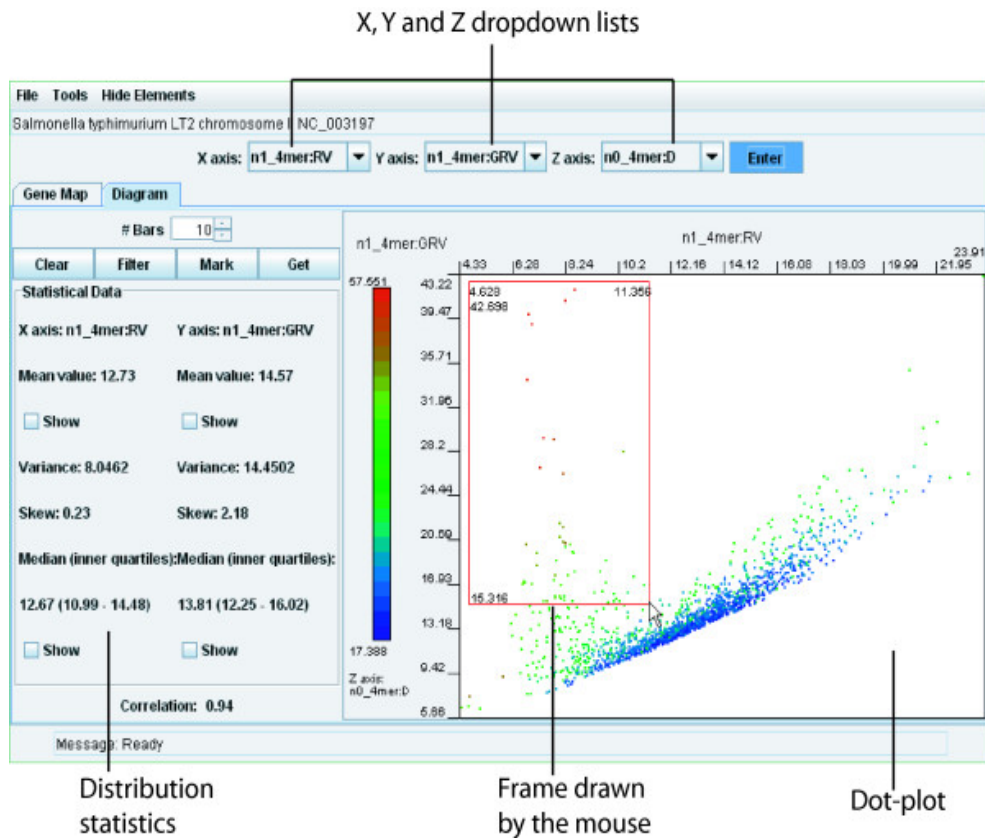 X, Y and Z dropdown lists
File Tools Hide Elements
Salmonella typhimurium LT2 chromosome I NC_003197
X axis: n1_4mer:RV Y axis: n1_4mer:GRV Z axis: n0_4mer:D Enter
Gene Map Diagram
# Bars 10
Clear Filter Mark Get
Statistical Data
X axis: n1_4mer:RV Y axis: n1_4mer:GRV
Mean value: 12.73 Mean value: 14.57
Show Show
Variance: 8.0462 Variance: 14.4502
Skew: 0.23 Skew: 2.18
Median (inner quartiles): Median (inner quartiles):
12.67 (10.99 - 14.48) 13.81 (12.25 - 16.02)
Show Show
Correlation: 0.94
n1_4mer:GRV
n1_4mer:RV
23.91
4.33 6.28 8.24 10.2 12.16 14.12 16.08 18.03 19.99 21.95
57.551
43.22
39.47
35.71
31.95
28.2
24.44
20.69
16.93
13.18
9.42
5.66
4.628 11.356
42.698
15.316
17.388
Z axis:
n0_4mer:D
Message: Ready
Distribution
statistics
Frame drawn
by the mouse
Dot-plot